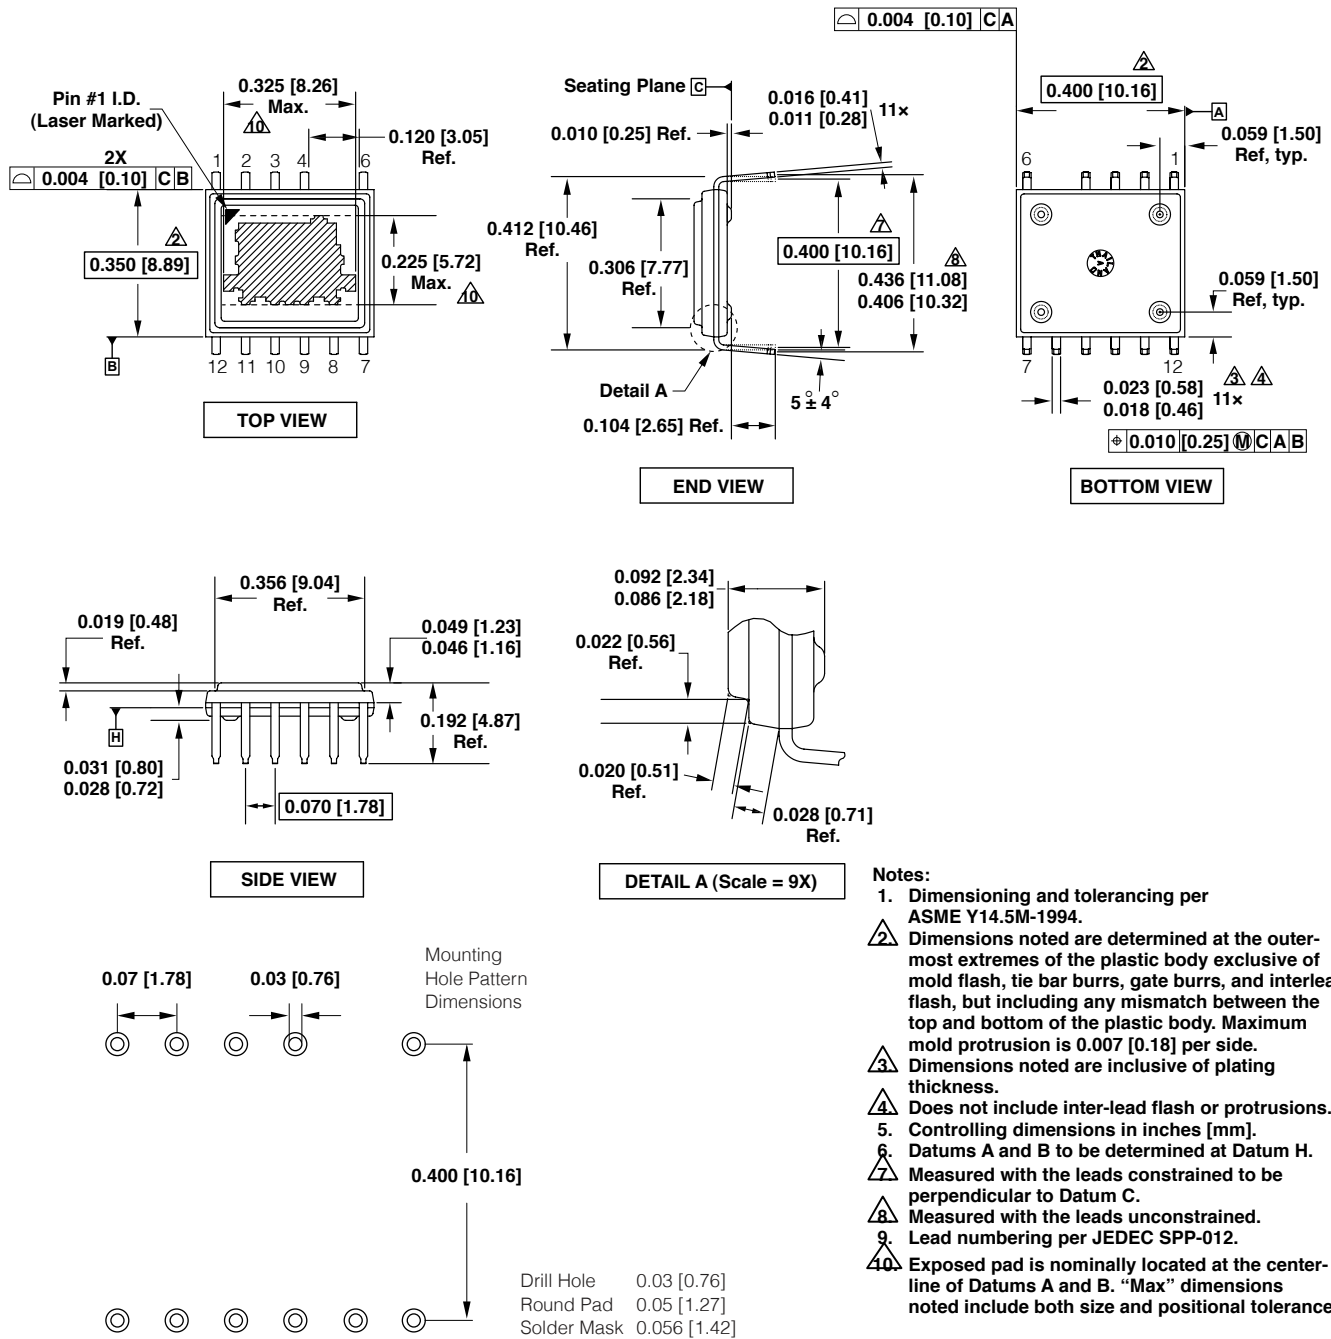 0.004 [0.10] C A
Pin #1 I.D.
(Laser Marked)
0.325 [8.26]
Max.
10
0.120 [3.05]
Ref.
2X
0.004 [0.10] C B
1 2 3 4 6
2
0.350 [8.89]
0.225 [5.72]
Max.
10
B
12 11 10 9 8 7
TOP VIEW
Seating Plane C
0.010 [0.25] Ref.
0.016 [0.41]
0.011 [0.28]
11×
0.412 [10.46]
Ref.
0.306 [7.77]
Ref.
7
0.400 [10.16]
8
0.436 [11.08]
0.406 [10.32]
Detail A
5 ± 4°
0.104 [2.65] Ref.
END VIEW
2
0.400 [10.16]
A
0.059 [1.50]
Ref, typ.
6 1
0.059 [1.50]
Ref, typ.
7 12
0.023 [0.58]
0.018 [0.46]
11×
3 4
0.010 [0.25] M C A B
BOTTOM VIEW
0.356 [9.04]
Ref.
0.019 [0.48]
Ref.
0.049 [1.23]
0.046 [1.16]
0.192 [4.87]
Ref.
H
0.031 [0.80]
0.028 [0.72]
0.070 [1.78]
SIDE VIEW
0.092 [2.34]
0.086 [2.18]
0.022 [0.56]
Ref.
0.020 [0.51]
Ref.
0.028 [0.71]
Ref.
DETAIL A (Scale = 9X)
0.07 [1.78]
0.03 [0.76]
Mounting
Hole Pattern
Dimensions
0.400 [10.16]
Drill Hole 0.03 [0.76]
Round Pad 0.05 [1.27]
Solder Mask 0.056 [1.42]
Notes:
1. Dimensioning and tolerancing per
ASME Y14.5M-1994.
2. Dimensions noted are determined at the outer-
most extremes of the plastic body exclusive of
mold flash, tie bar burrs, gate burrs, and interlea
flash, but including any mismatch between the
top and bottom of the plastic body. Maximum
mold protrusion is 0.007 [0.18] per side.
3. Dimensions noted are inclusive of plating
thickness.
4. Does not include inter-lead flash or protrusions.
5. Controlling dimensions in inches [mm].
6. Datums A and B to be determined at Datum H.
7. Measured with the leads constrained to be
perpendicular to Datum C.
8. Measured with the leads unconstrained.
9. Lead numbering per JEDEC SPP-012.
10. Exposed pad is nominally located at the center-
line of Datums A and B. “Max” dimensions
noted include both size and positional tolerance